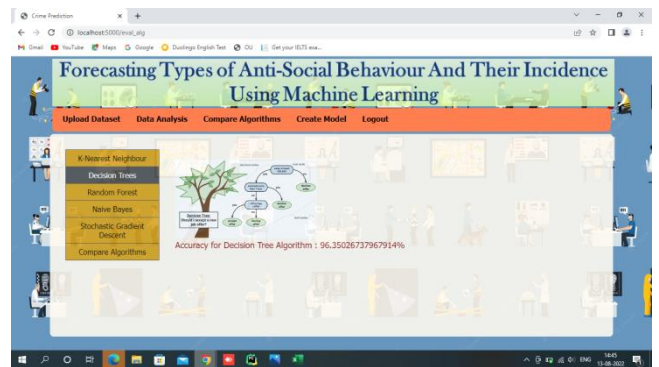 Crime Prediction
localhost:5000/eval_alg
Gmail YouTube Maps Google Duolingo English Test OU Get your IELTS exa...
Forecasting Types of Anti-Social Behaviour And Their Incidence
Using Machine Learning
Upload Dataset Data Analysis Compare Algorithms Create Model Logout
K-Nearest Neighbour
Decision Trees
Random Forest
Naive Bayes
Stochastic Gradient
Descent
Compare Algorithms
Accuracy for Decision Tree Algorithm : 96.35026737967914%
ENG
14:45
13-08-2022